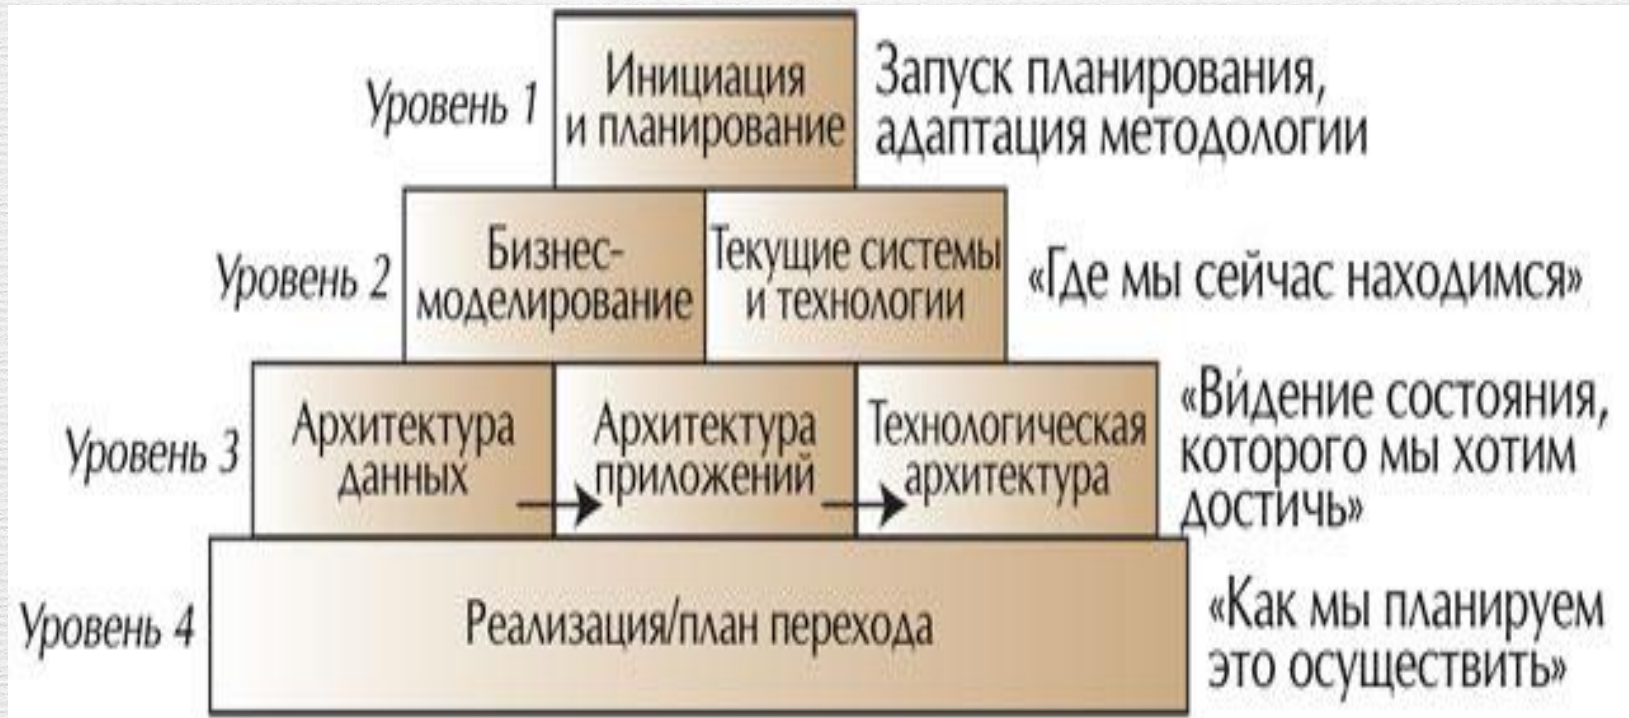 Уровень 1
Инициация
и планирование
Запуск планирования,
адаптация методологии
Уровень 2
Бизнес-
моделирование
Текущие системы
и технологии
«Где мы сейчас находимся»
Уровень 3
Архитектура
данных
Архитектура
приложений
Технологическая
архитектура
«Ви́дение состояния,
которого мы хотим
достичь»
Уровень 4
Реализация/план перехода
«Как мы планируем
это осуществить»